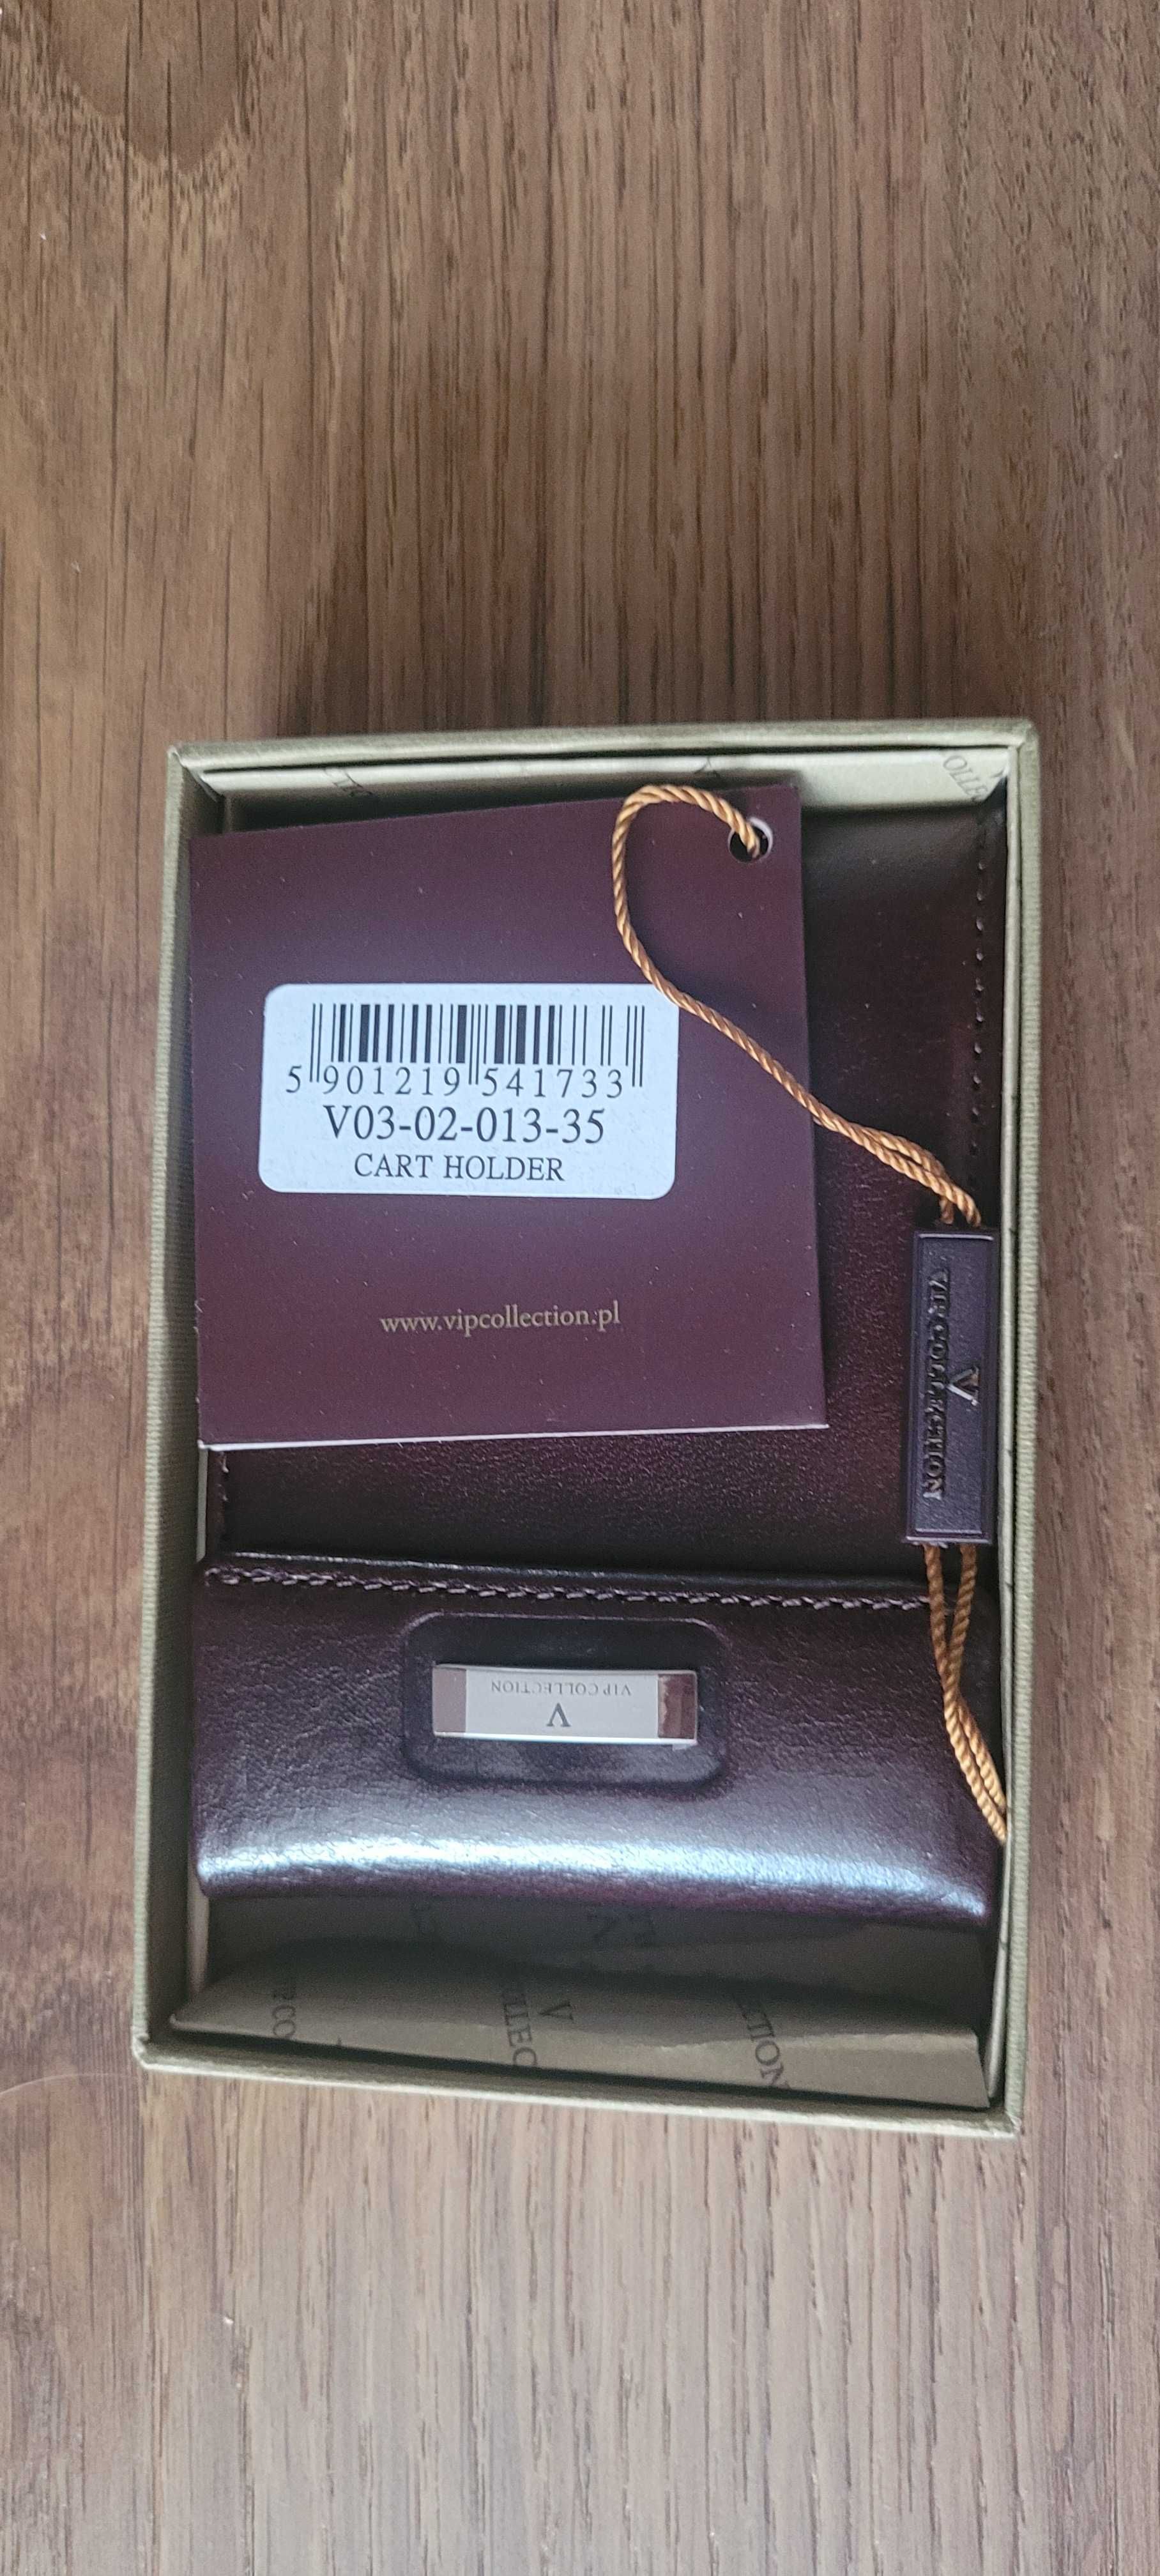 5 901219 541733
V03-02-013-35
CART HOLDER
www.vipcollection.pl
V
VIP COLLECTION
V
VIP COLLECTION
V